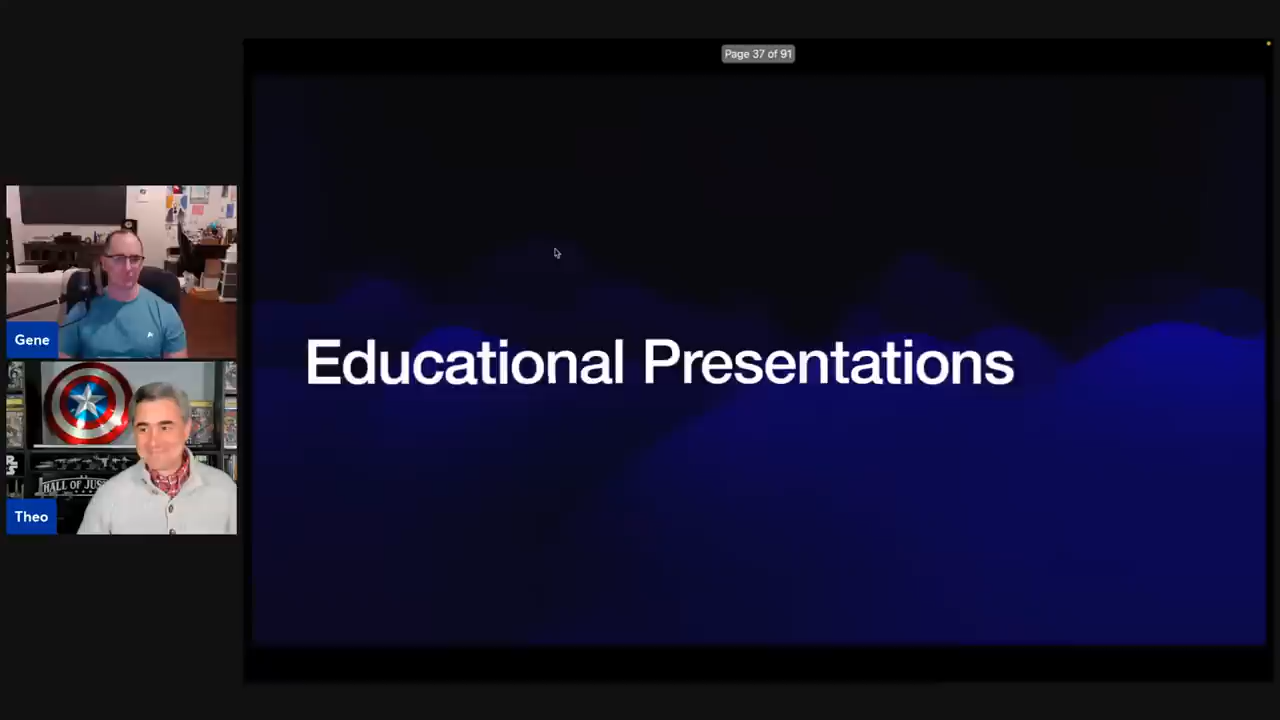 Page 37 of 91
Educational Presentations
Gene
Theo
HALL OF JUS